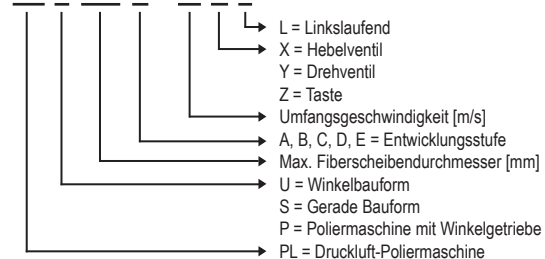 L = Linkslaufend
X = Hebelventil
Y = Drehventil
Z = Taste
Umfangsgeschwindigkeit [m/s]
A, B, C, D, E = Entwicklungsstufe
Max. Fiberscheibendurchmesser [mm]
U = Winkelbauform
S = Gerade Bauform
P = Poliermaschine mit Winkelgetriebe
PL = Druckluft-Poliermaschine